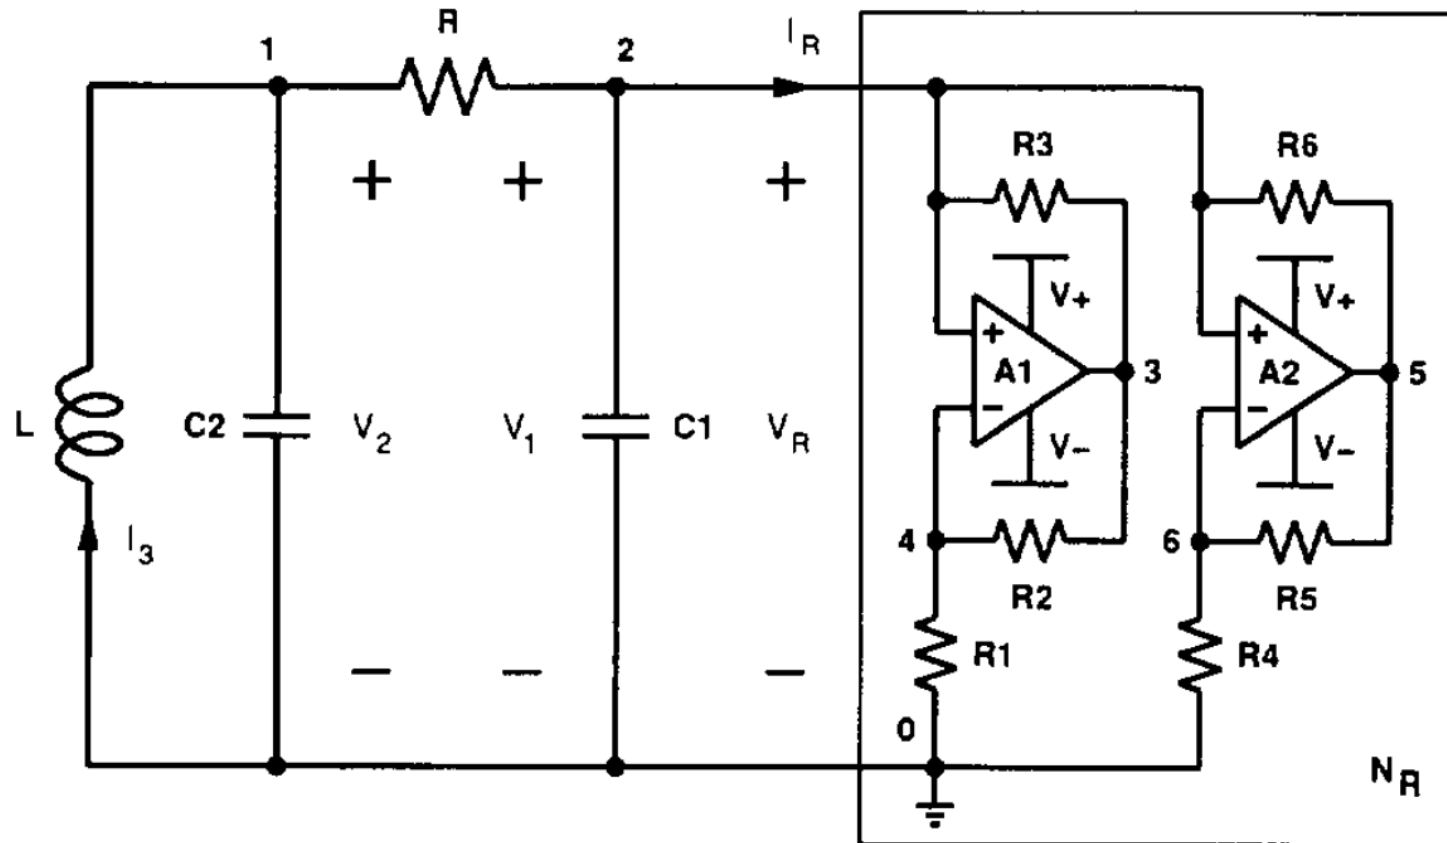 R
1
2
I_R
R3
R6
+
+
+
V+
V+
+
+
A1
3
A2
5
−
−
L
C2
V_2
V_1
C1
V_R
V−
V−
I_3
4
6
R2
R5
−
−
−
R1
R4
0
N_R